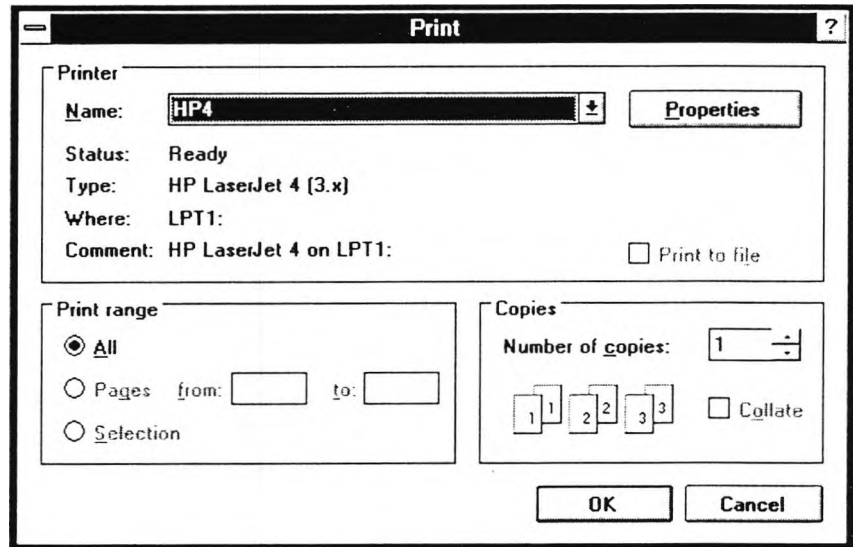 Print ?
Printer
Name: HP4 Properties
Status: Ready
Type: HP LaserJet 4 (3.x)
Where: LPT1:
Comment: HP LaserJet 4 on LPT1: Print to file
Print range
All
Pages from: to:
Selection
Copies
Number of copies: 1
1 1 2 2 3 3 Collate
OK Cancel